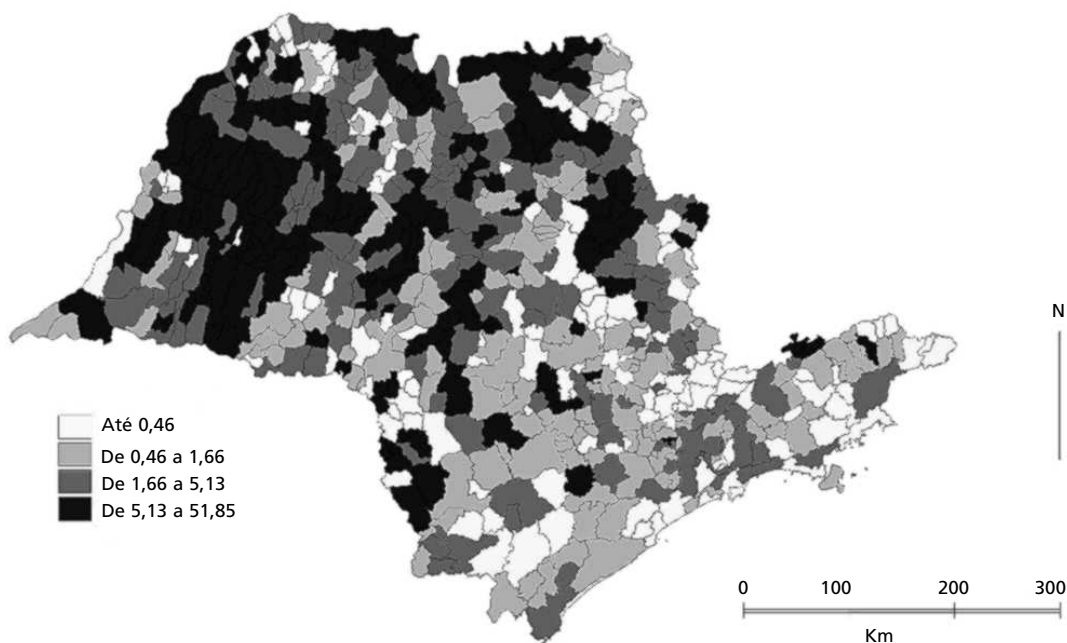 N
Até 0,46
De 0,46 a 1,66
De 1,66 a 5,13
De 5,13 a 51,85
0 100 200 300
Km